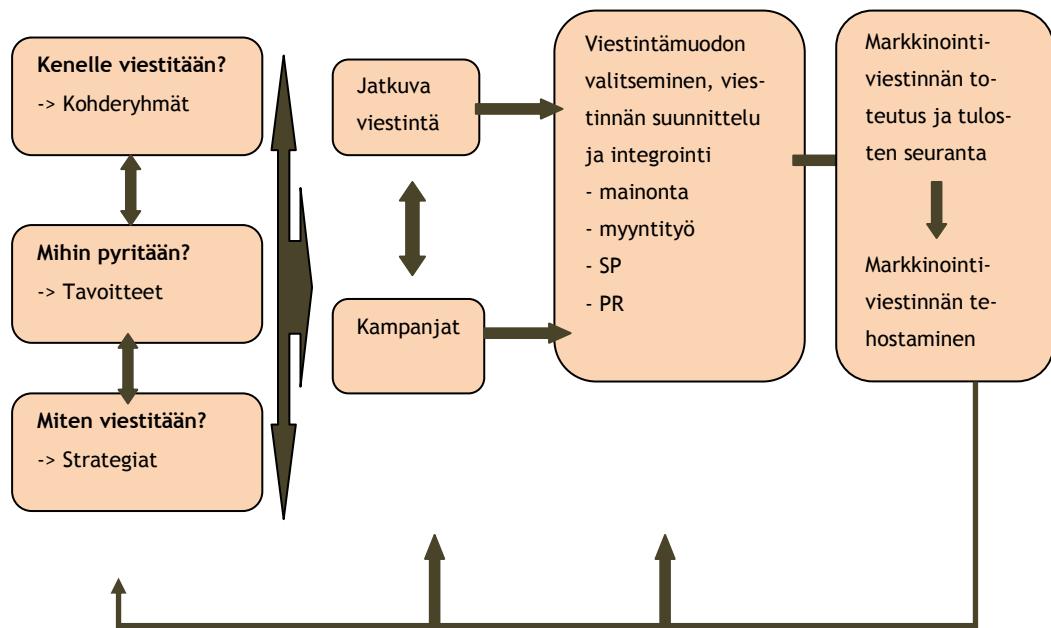 Kenelle viestitään?
-> Kohderyhmät
Mihin pyritään?
-> Tavoitteet
Miten viestitään?
-> Strategiat
Jatkuva
viestintä
Kampanjat
Viestintämuodon
valitseminen, vies-
tinnän suunnittelu
ja integrointi
- mainonta
- myyntityö
- SP
- PR
Markkinointi-
viestinnän to-
teutus ja tulos-
ten seuranta
Markkinointi-
viestinnän te-
hostaminen